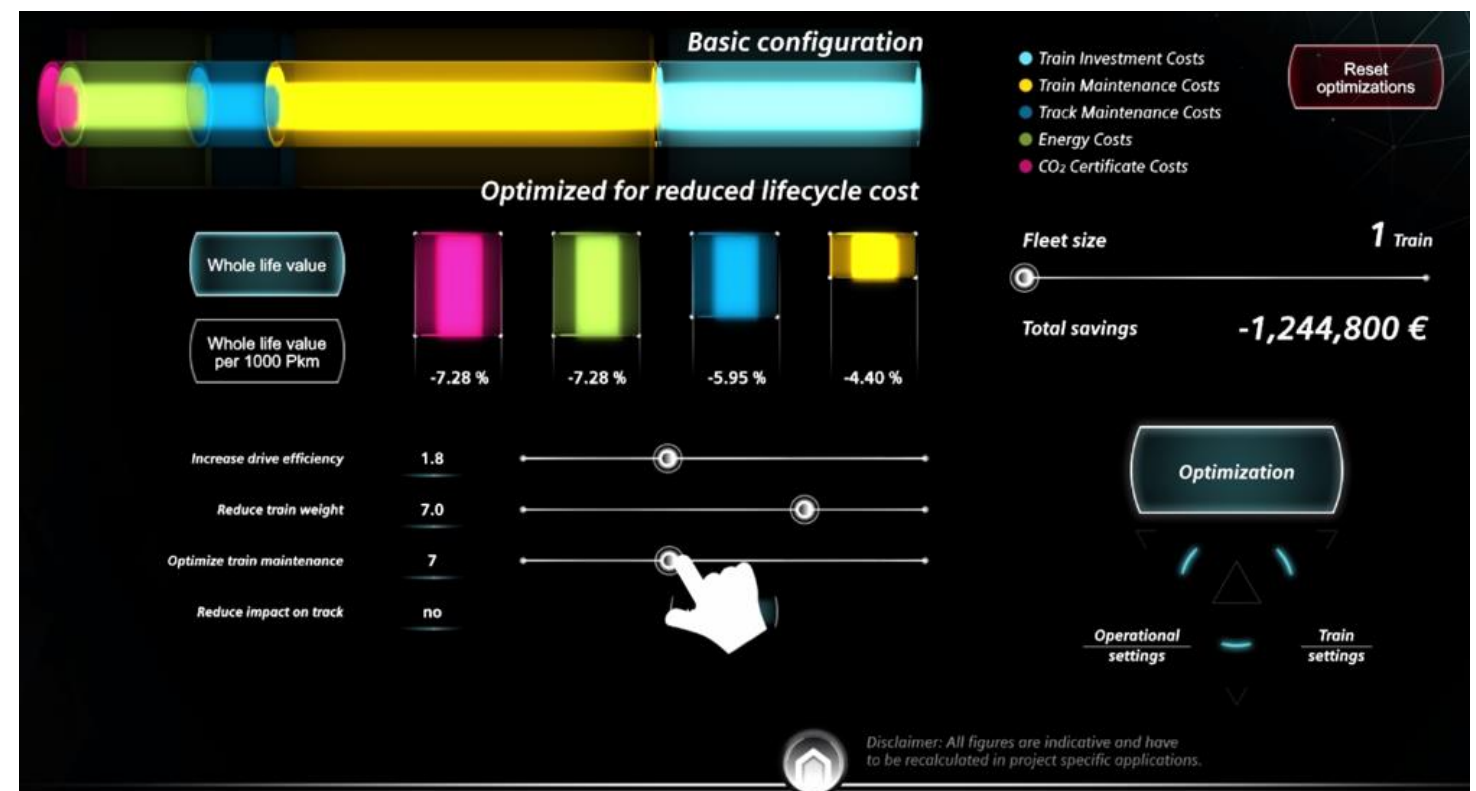 Basic configuration
Train Investment Costs
Train Maintenance Costs
Track Maintenance Costs
Energy Costs
CO₂ Certificate Costs
Reset
optimizations
Optimized for reduced lifecycle cost
Whole life value
Whole life value
per 1000 Pkm
-7.28 %
-7.28 %
-5.95 %
-4.40 %
Fleet size
1 Train
Total savings
-1,244,800 €
Increase drive efficiency
1.8
Reduce train weight
7.0
Optimize train maintenance
7
Reduce impact on track
no
Optimization
Operational
settings
Train
settings
Disclaimer: All figures are indicative and have
to be recalculated in project specific applications.